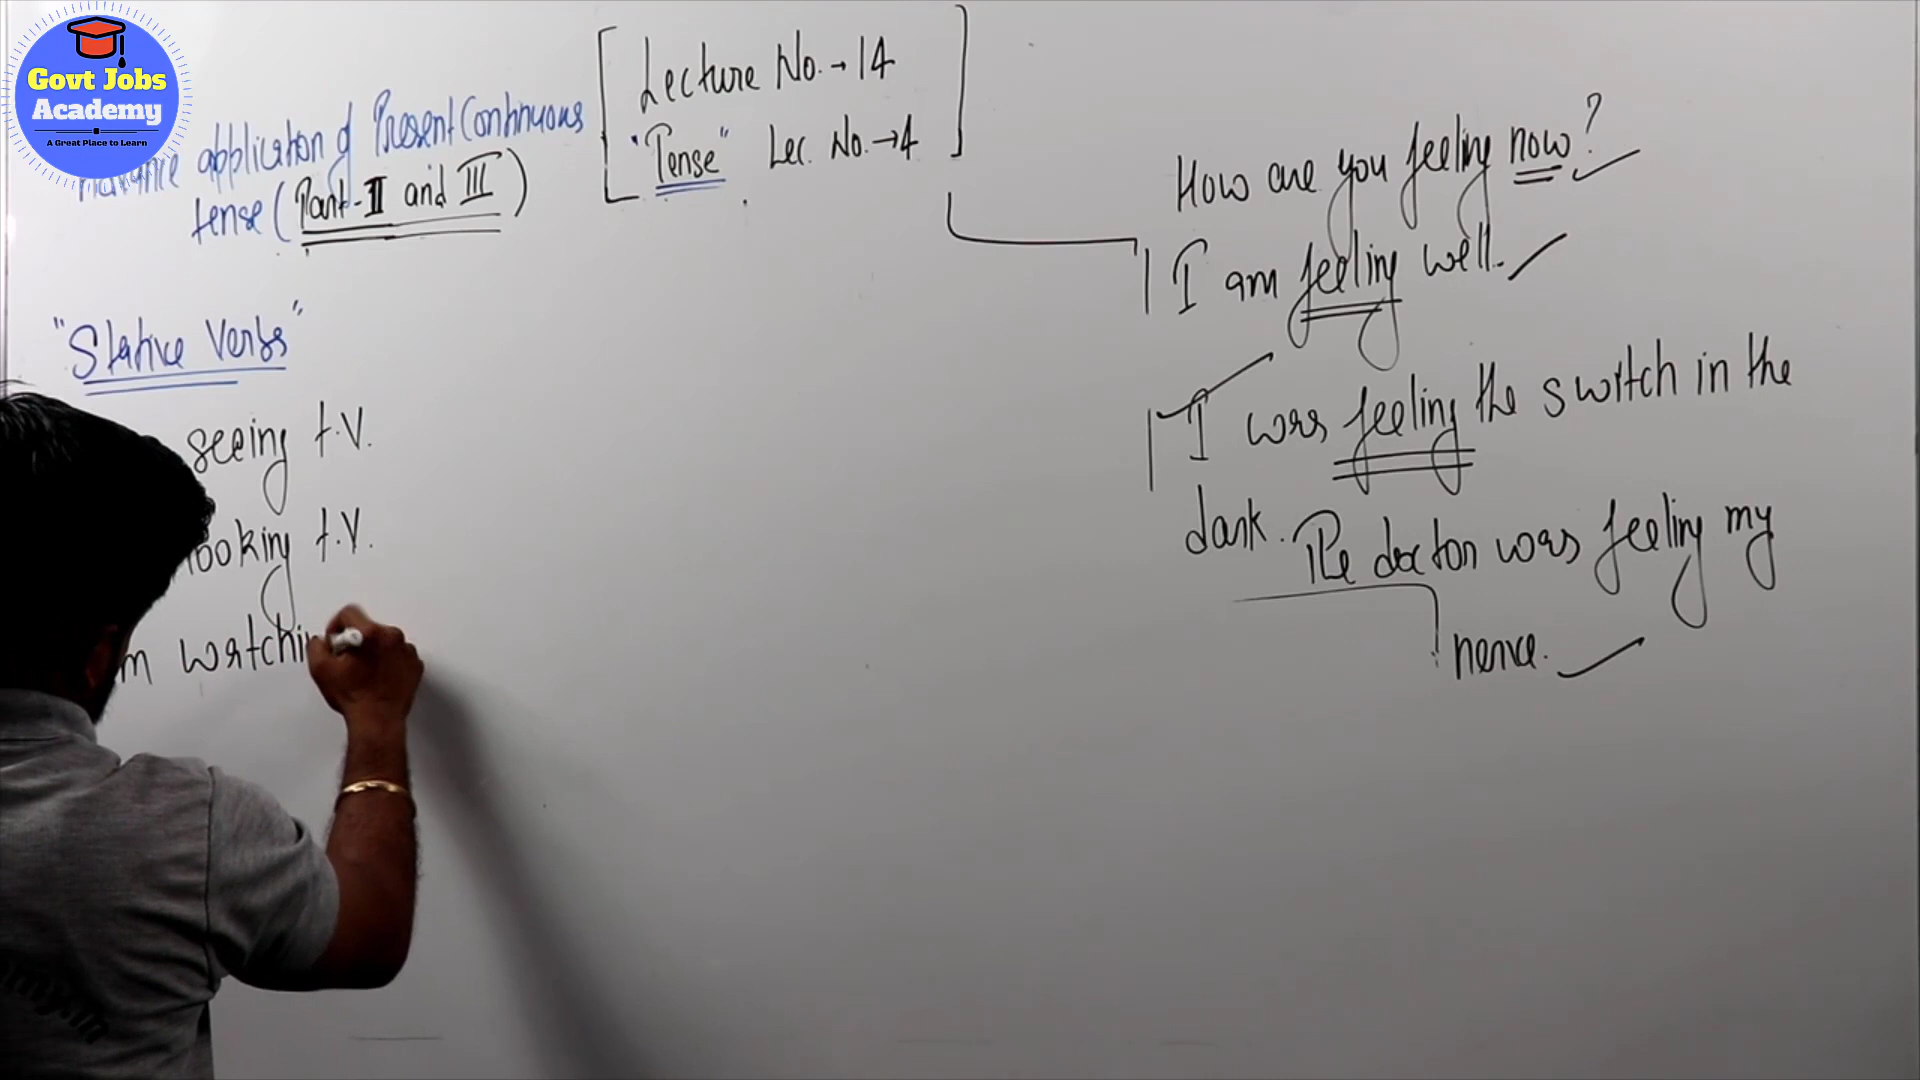 Govt Jobs
Academy
A Great Place to Learn
application of Present Continuous
tense (Part-II and III)
Lecture No.→14
"Tense" Lec. No.→4
"Stative Verbs"
seeing t.V.
looking t.V.
m watchin
How are you feeling now?
I am feeling well.
I was feeling the switch in the
dark. The doctor was feeling my
nerve.